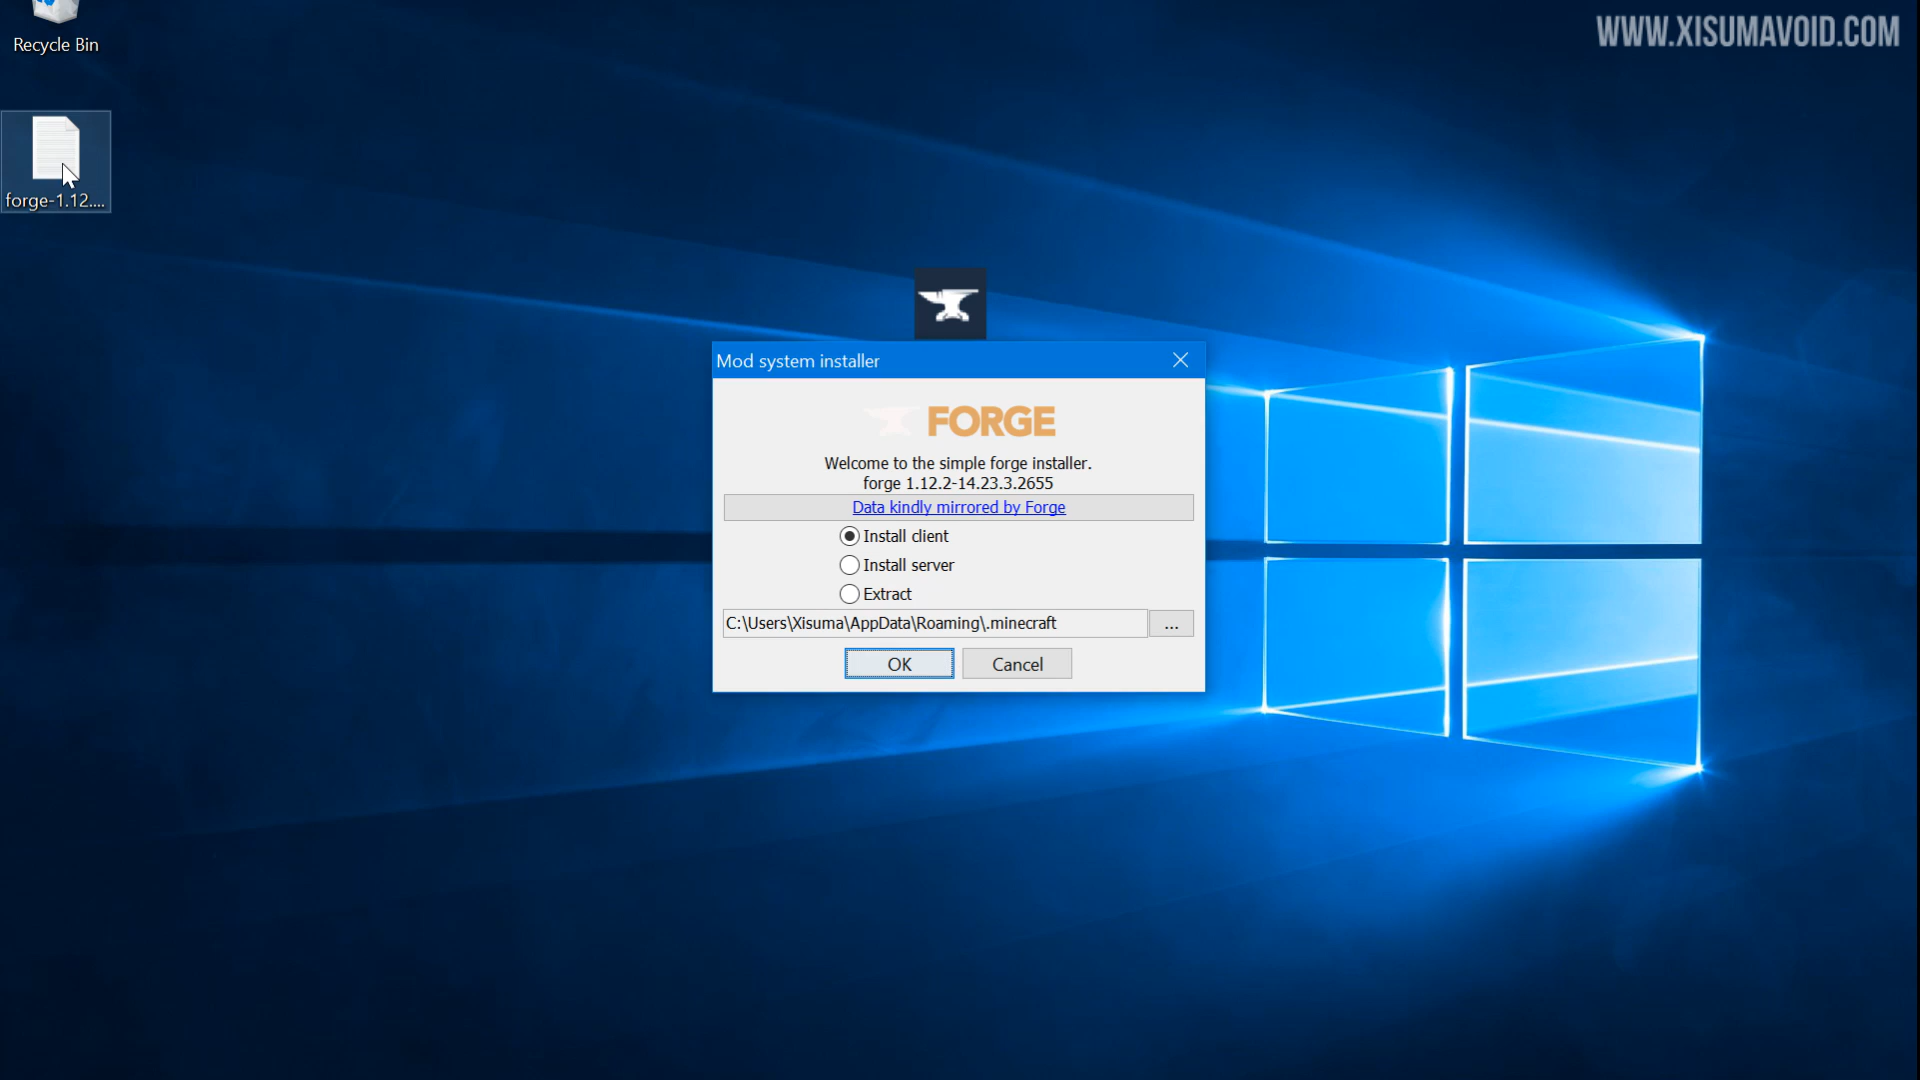 Recycle Bin
WWW.XISUMAVOID.COM
forge-1.12....
Mod system installer
FORGE
Welcome to the simple forge installer.
forge 1.12.2-14.23.3.2655
Data kindly mirrored by Forge
Install client
Install server
Extract
C:\Users\Xisuma\AppData\Roaming\.minecraft
...
OK
Cancel